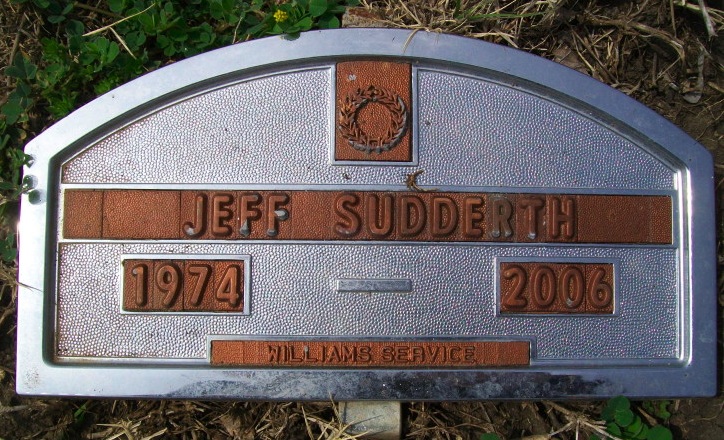 JEFF SUDDERTH
1974 — 2006
WILLIAMS SERVICE